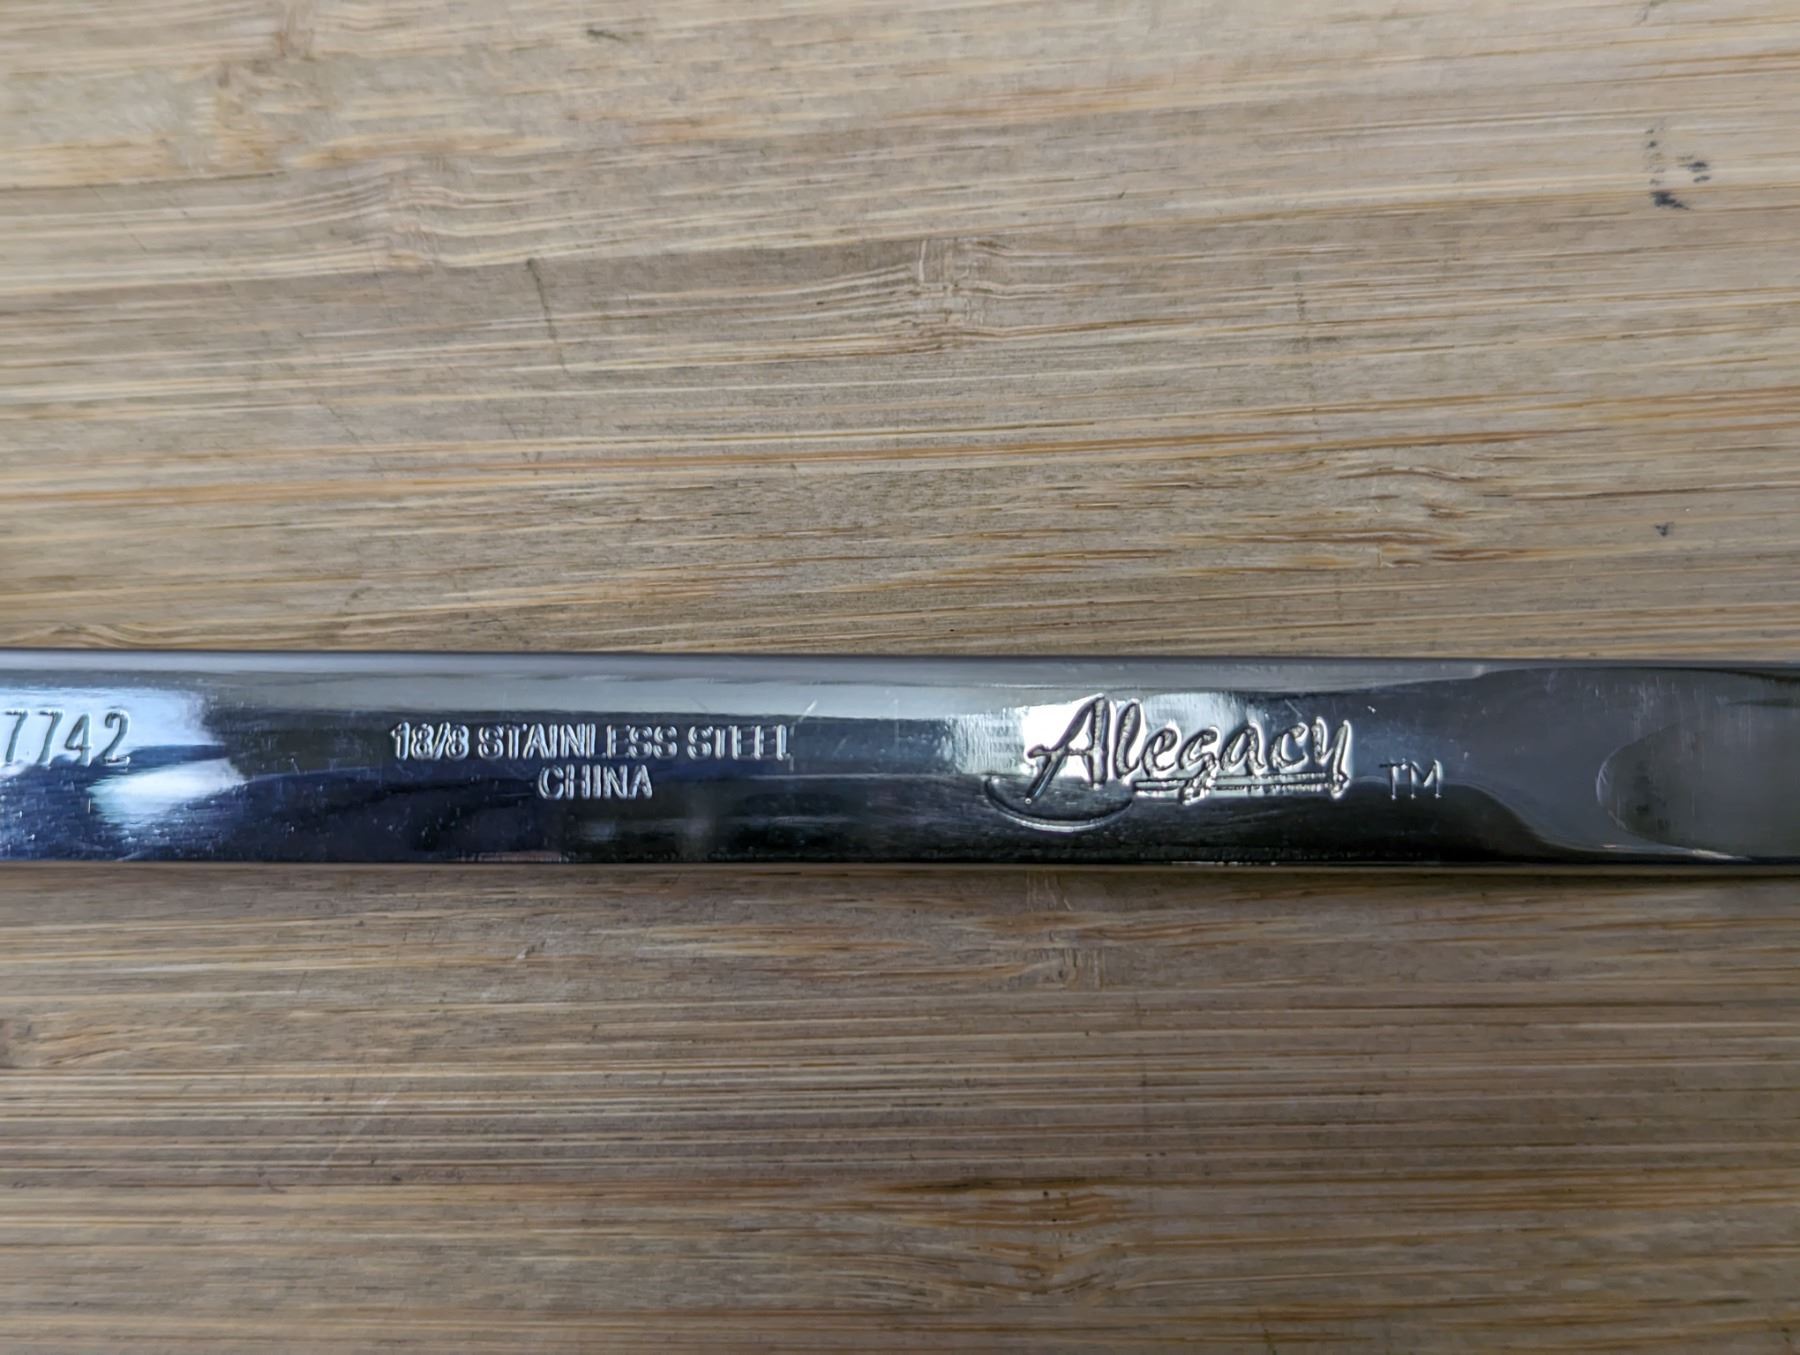 7742
18/8 STAINLESS STEEL
CHINA
Alegacy TM